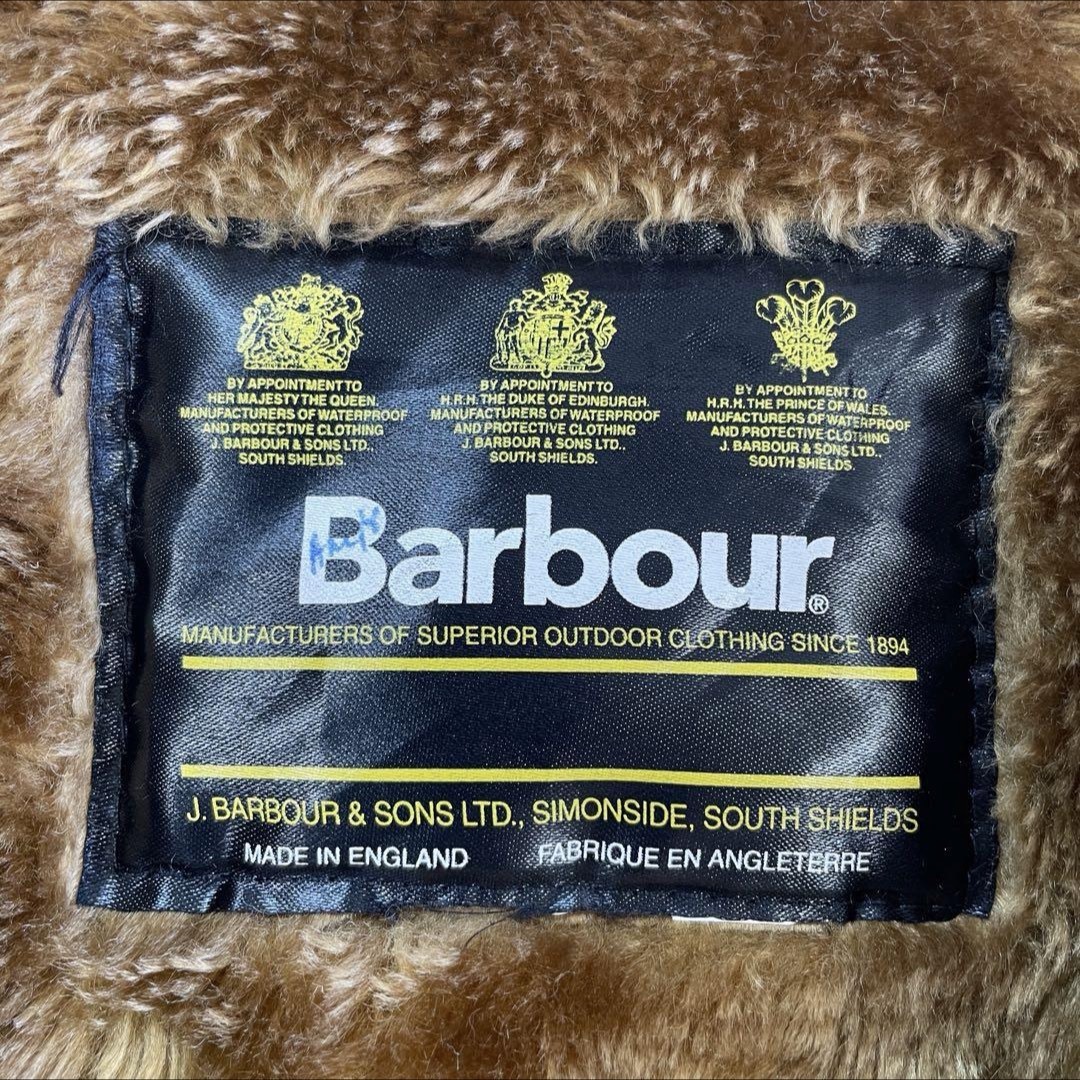 BY APPOINTMENT TO
HER MAJESTY THE QUEEN.
MANUFACTURERS OF WATERPROOF
AND PROTECTIVE CLOTHING
J. BARBOUR & SONS LTD.,
SOUTH SHIELDS.
BY APPOINTMENT TO
H.R.H. THE DUKE OF EDINBURGH.
MANUFACTURERS OF WATERPROOF
AND PROTECTIVE CLOTHING
J. BARBOUR & SONS LTD.,
SOUTH SHIELDS.
BY APPOINTMENT TO
H.R.H. THE PRINCE OF WALES.
MANUFACTURERS OF WATERPROOF
AND PROTECTIVE CLOTHING
J. BARBOUR & SONS LTD.,
SOUTH SHIELDS.
Barbour®
MANUFACTURERS OF SUPERIOR OUTDOOR CLOTHING SINCE 1894
J. BARBOUR & SONS LTD., SIMONSIDE, SOUTH SHIELDS
MADE IN ENGLAND FABRIQUE EN ANGLETERRE